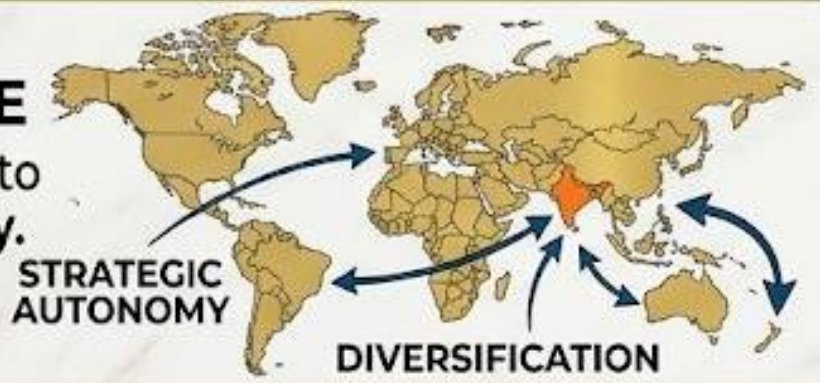 E
to
y.
STRATEGIC
AUTONOMY
DIVERSIFICATION